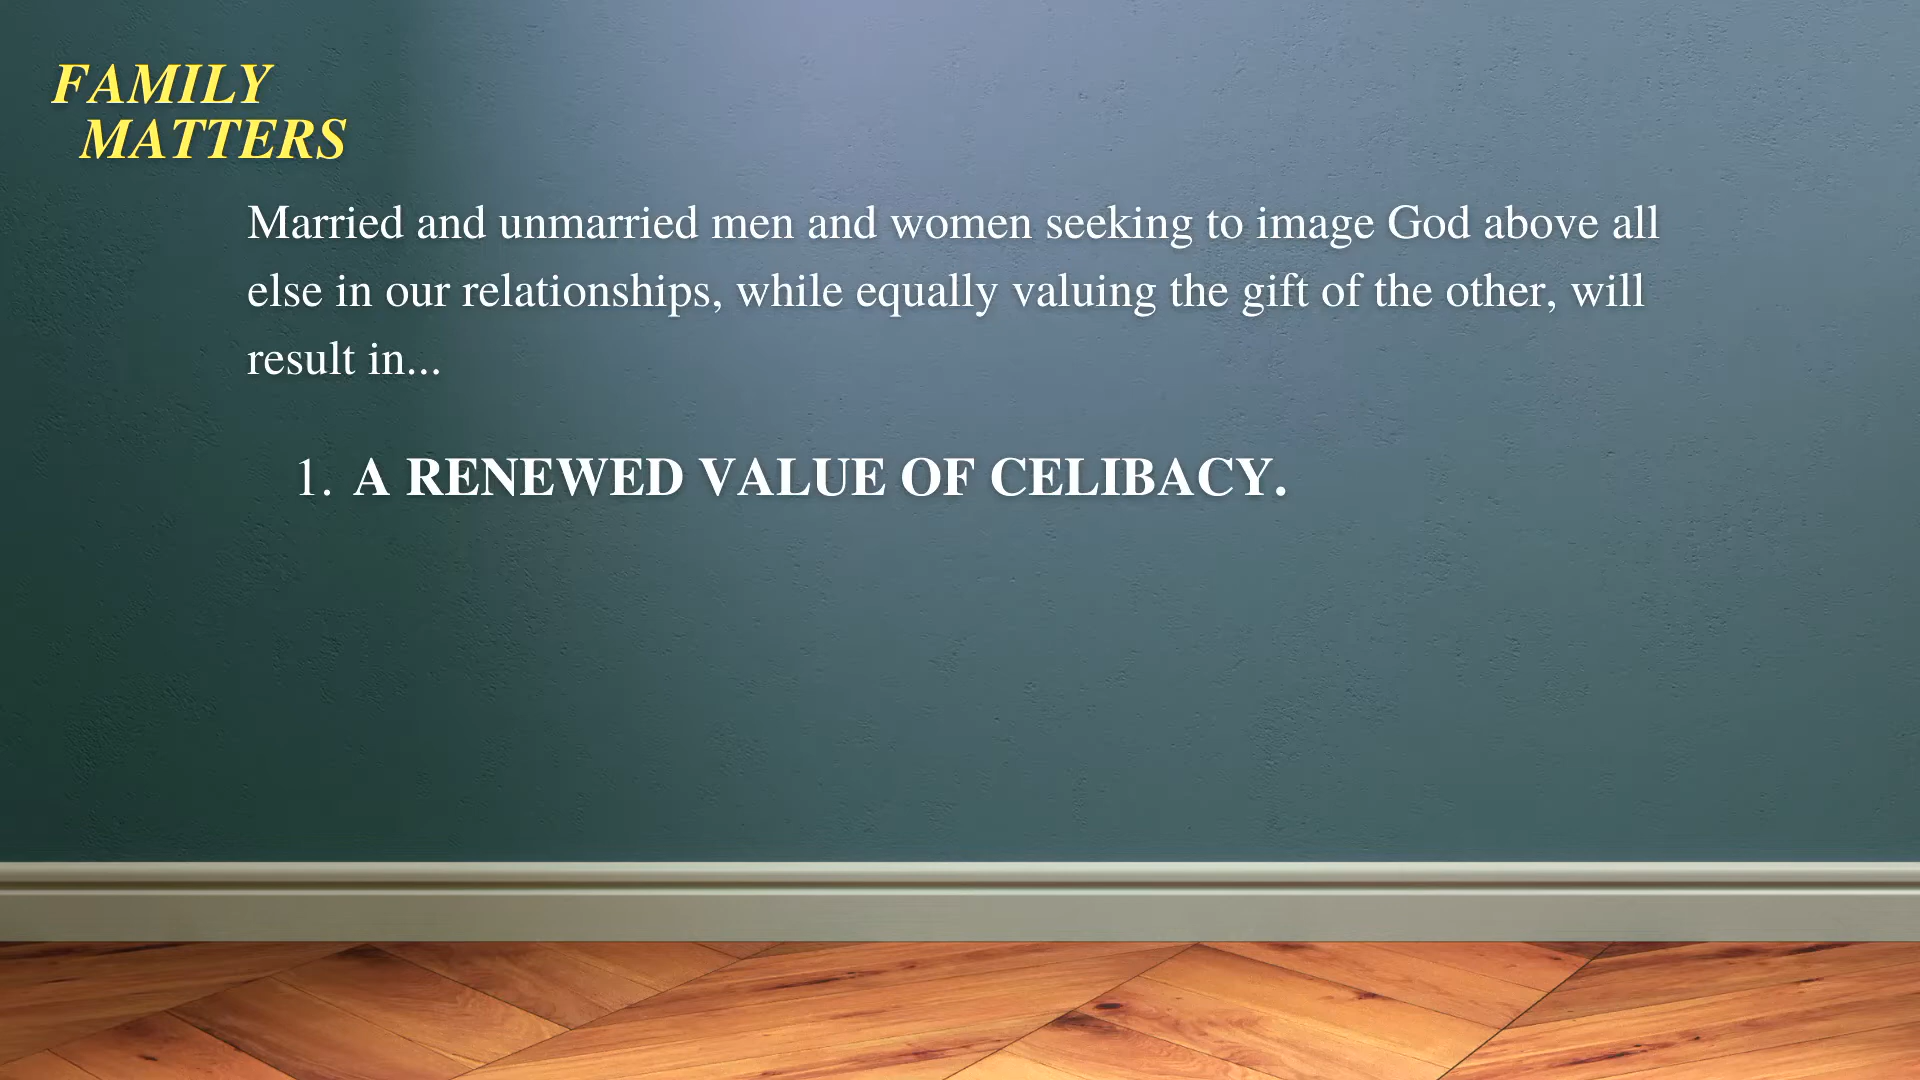 FAMILY
MATTERS
Married and unmarried men and women seeking to image God above all
else in our relationships, while equally valuing the gift of the other, will
result in...
1. A RENEWED VALUE OF CELIBACY.